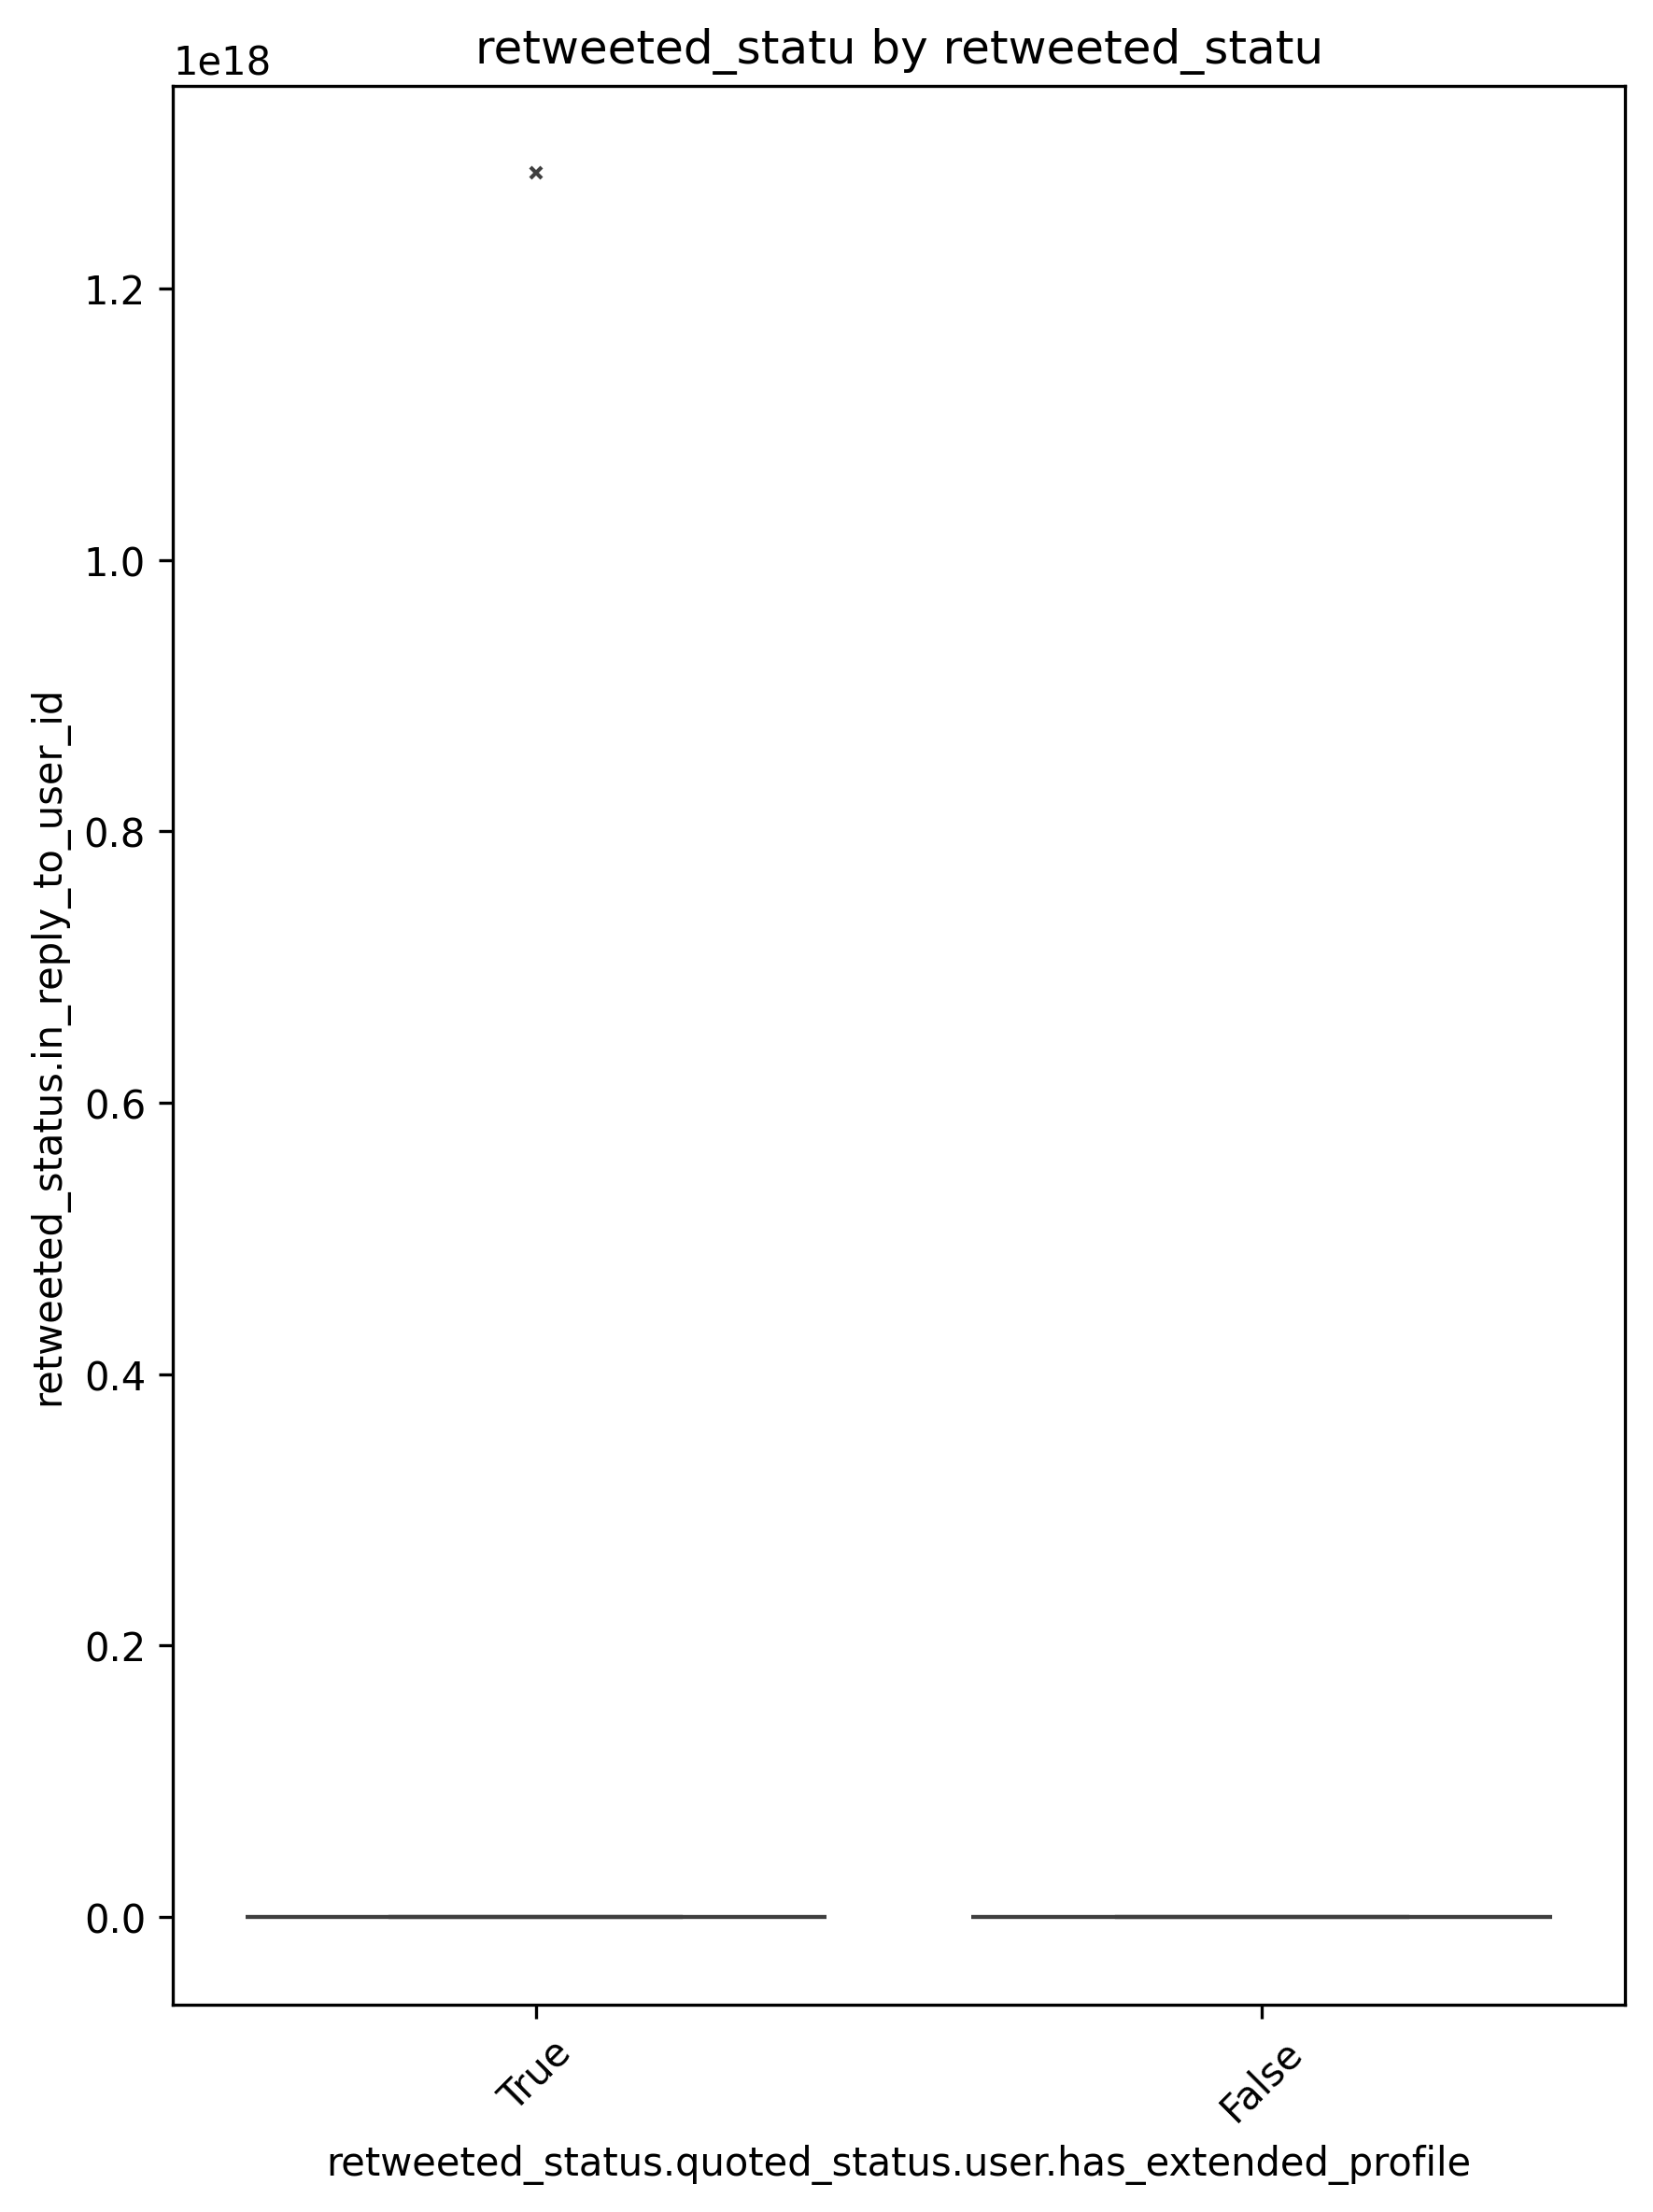 retweeted_statu by retweeted_statu
1e18
1.2
1.0
0.8
0.6
0.4
0.2
0.0
retweeted_status.in_reply_to_user_id
True
False
retweeted_status.quoted_status.user.has_extended_profile